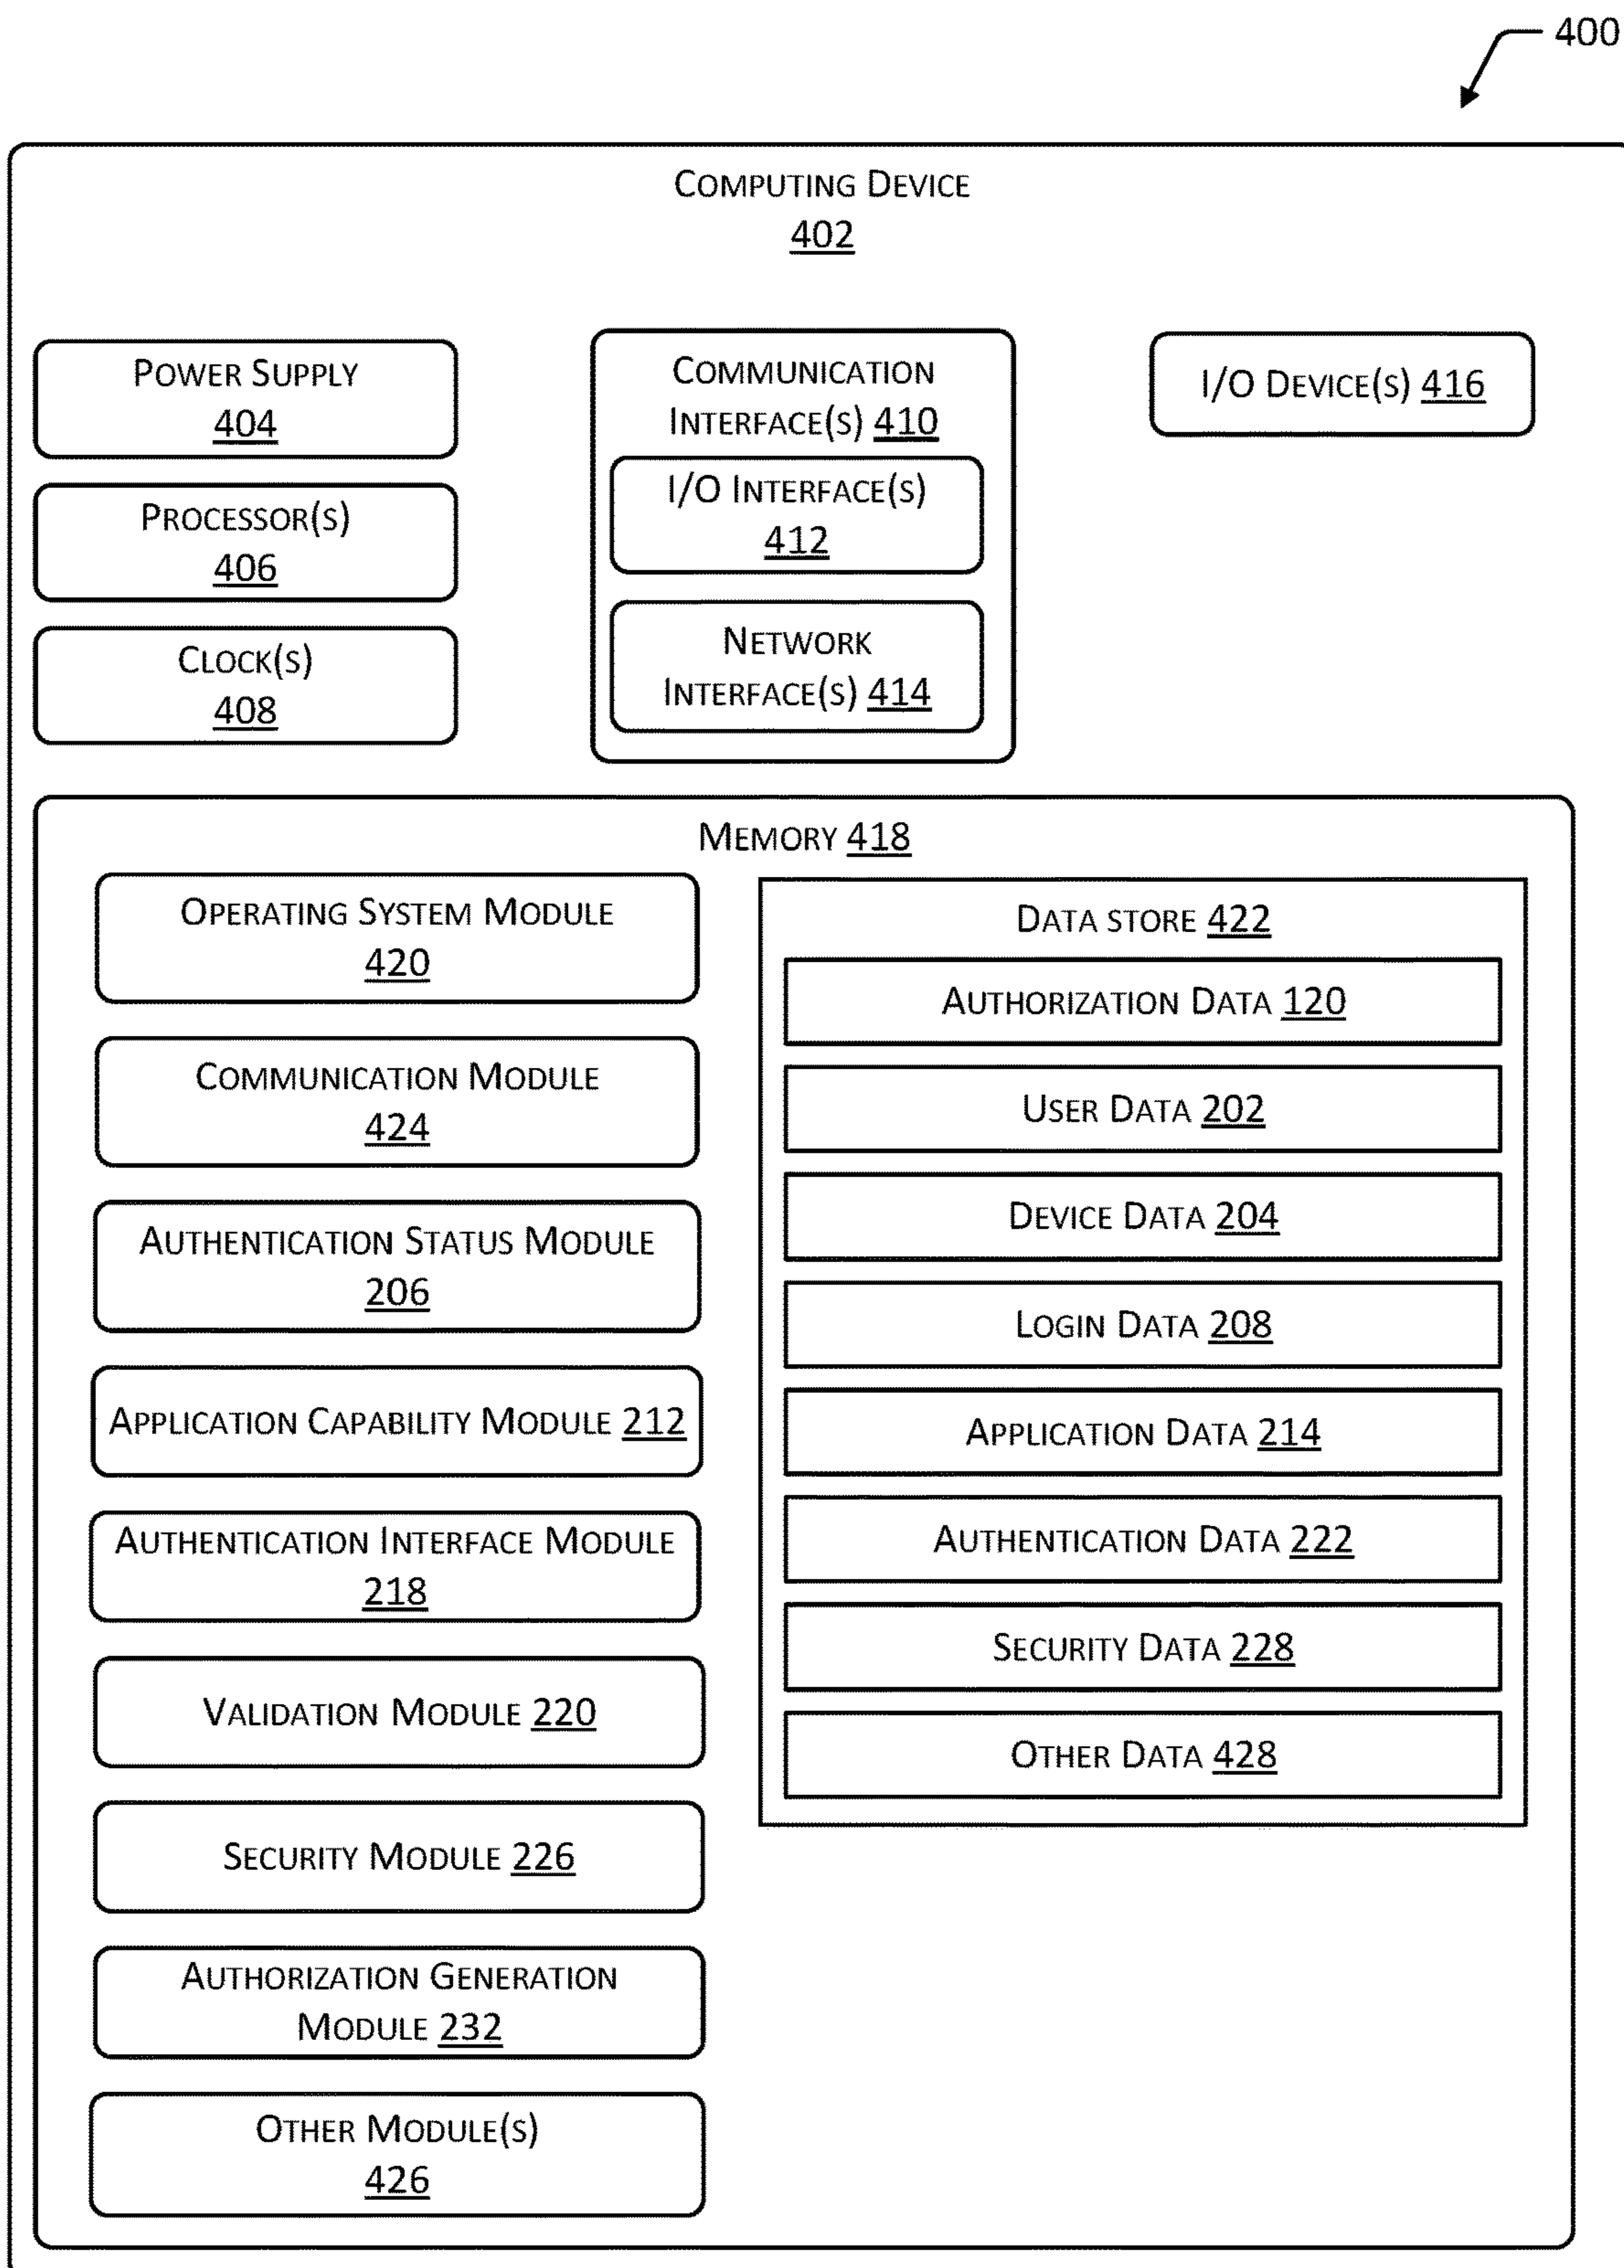 400
COMPUTING DEVICE
402
POWER SUPPLY
404
PROCESSOR(S)
406
CLOCK(S)
408
COMMUNICATION
INTERFACE(S) 410
I/O INTERFACE(S)
412
NETWORK
INTERFACE(S) 414
I/O DEVICE(S) 416
MEMORY 418
OPERATING SYSTEM MODULE
420
COMMUNICATION MODULE
424
AUTHENTICATION STATUS MODULE
206
APPLICATION CAPABILITY MODULE 212
AUTHENTICATION INTERFACE MODULE
218
VALIDATION MODULE 220
SECURITY MODULE 226
AUTHORIZATION GENERATION
MODULE 232
OTHER MODULE(S)
426
DATA STORE 422
AUTHORIZATION DATA 120
USER DATA 202
DEVICE DATA 204
LOGIN DATA 208
APPLICATION DATA 214
AUTHENTICATION DATA 222
SECURITY DATA 228
OTHER DATA 428